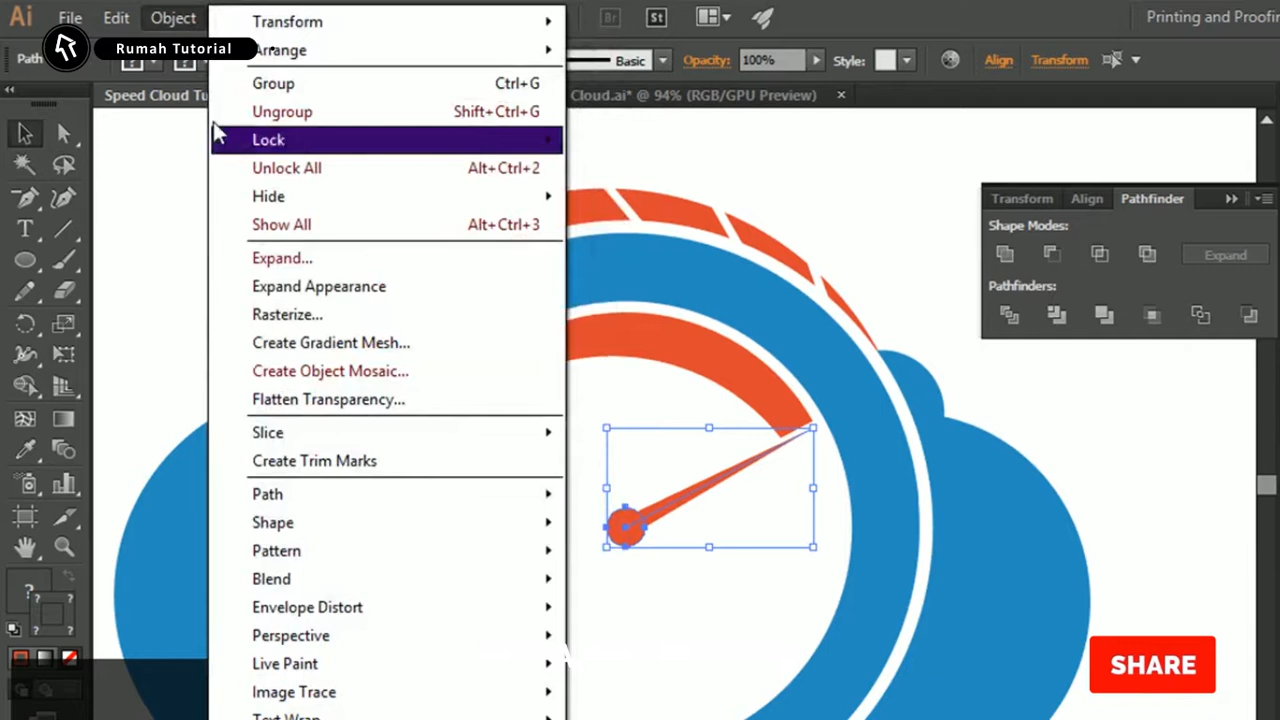 Ai File Edit Object Br St Printing and Proofin
Rumah Tutorial
Path Basic Opacity: 100% Style: Align Transform
Speed Cloud Tu Cloud.ai* @ 94% (RGB/GPU Preview) ×
Transform
Arrange
Group Ctrl+G
Ungroup Shift+Ctrl+G
Lock
Unlock All Alt+Ctrl+2
Hide
Show All Alt+Ctrl+3
Expand...
Expand Appearance
Rasterize...
Create Gradient Mesh...
Create Object Mosaic...
Flatten Transparency...
Slice
Create Trim Marks
Path
Shape
Pattern
Blend
Envelope Distort
Perspective
Live Paint
Image Trace
Text Wrap
Transform Align Pathfinder
Shape Modes:
Expand
Pathfinders:
SHARE